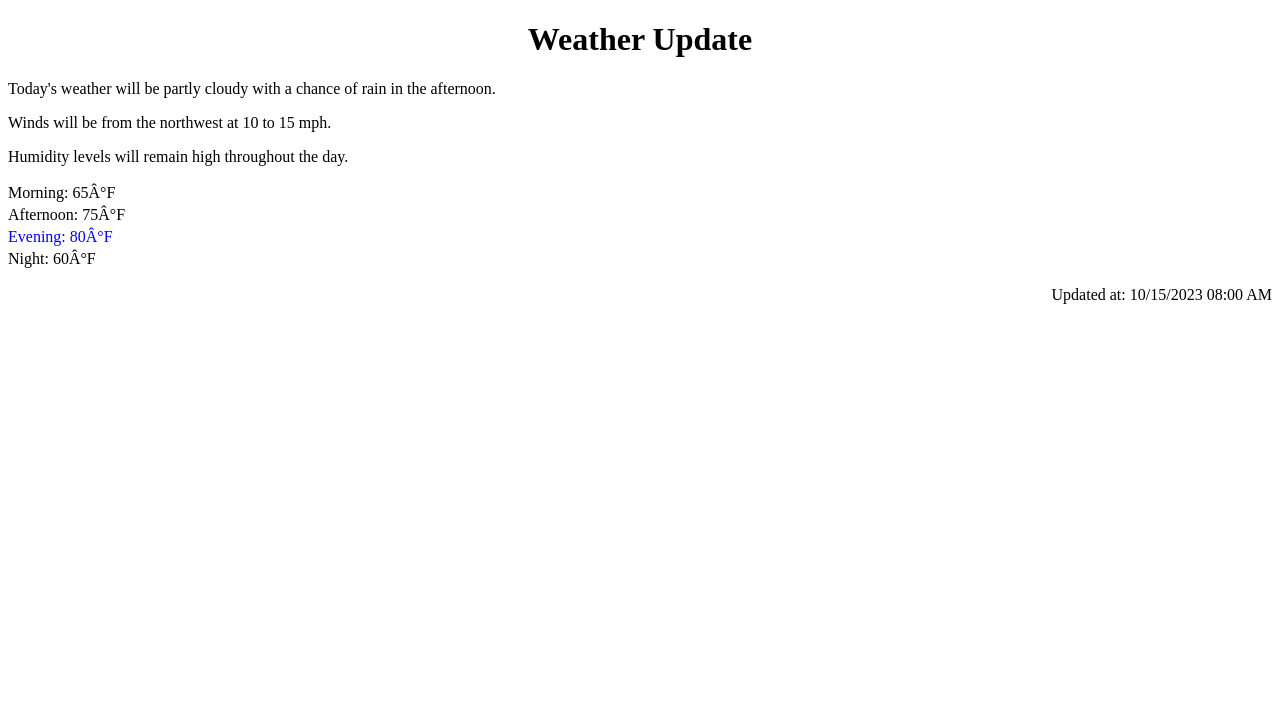 Weather Update
Today's weather will be partly cloudy with a chance of rain in the afternoon.
Winds will be from the northwest at 10 to 15 mph.
Humidity levels will remain high throughout the day.
Morning: 65Â°F
Afternoon: 75Â°F
Evening: 80Â°F
Night: 60Â°F
Updated at: 10/15/2023 08:00 AM